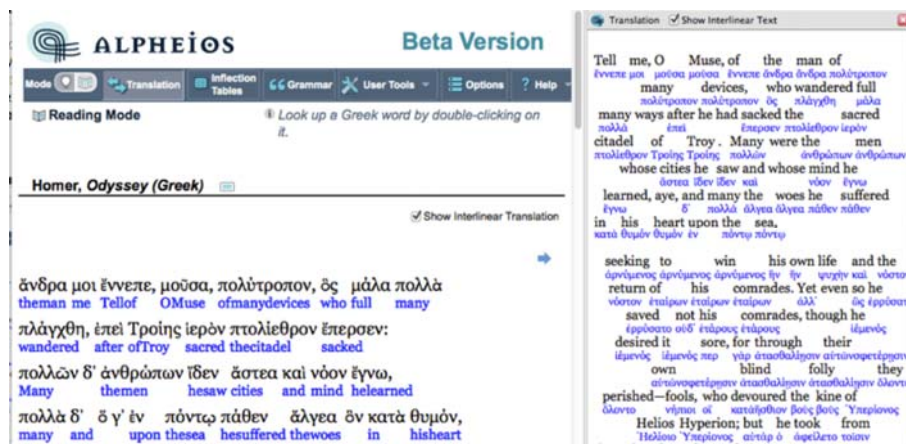 ALPHEIOS
Beta Version
Mode
Translation
Inflection Tables
Grammar
User Tools
Options
? Help
Reading Mode
Look up a Greek word by double-clicking on it.
Homer, Odyssey (Greek)
Show Interlinear Translation
ἄνδρα μοι ἔννεπε, μοῦσα, πολύτροπον, ὃς μάλα πολλὰ
theman me Tellof OMuse ofmanydevices who full many
πλάγχθη, ἐπεὶ Τροίης ἱερὸν πτολίεθρον ἔπερσεν:
wandered after ofTroy sacred thecitadel sacked
πολλῶν δ' ἀνθρώπων ἴδεν ἄστεα καὶ νόον ἔγνω,
Many themen hesaw cities and mind helearned
πολλὰ δ' ὅ γ' ἐν πόντῳ πάθεν ἄλγεα ὃν κατὰ θυμόν,
many and upon thesea hesuffered thewoes in hisheart
Translation Show Interlinear Text
Tell me, O Muse, of the man of
ἔννεπε μοι μοῦσα μοῦσα ἔννεπε ἄνδρα ἄνδρα πολύτροπον
many devices, who wandered full
πολύτροπον πολύτροπον ὃς πλάγχθη μάλα
many ways after he had sacked the sacred
πολλὰ ἐπεὶ ἔπερσεν πτολίεθρον ἱερὸν
citadel of Troy. Many were the men
πτολίεθρον Τροίης Τροίης πολλῶν ἀνθρώπων ἀνθρώπων
whose cities he saw and whose mind he
ἄστεα ἴδεν ἴδεν καὶ νόον ἔγνω
learned, aye, and many the woes he suffered
ἔγνω δ' πολλὰ ἄλγεα ἄλγεα πάθεν πάθεν
in his heart upon the sea,
κατὰ θυμόν θυμόν ἐν πόντῳ πόντῳ
seeking to win his own life and the
ἀρνύμενος ἀρνύμενος ἀρνύμενος ἣν ἣν ψυχὴν καὶ νόστον
return of his comrades. Yet even so he
νόστον ἑταίρων ἑταίρων ἑταίρων ἀλλ' ὣς
saved not his comrades, though he
ἐρρύσατο οὐδ' ἑτάρους ἑτάρους ἱέμενός
desired it sore, for through their
ἱέμενός ἱέμενός περ γὰρ ἀτασθαλίῃσιν
own blind folly they
ἀτασθαλίῃσιν ἀτασθαλίῃσιν ὄλοντο
perished—fools, who devoured the kine of
ὄλοντο νήπιοι οἳ κατὰἤσθιον βοῦς βοῦς Ὑπερίονος
Helios Hyperion; but he took from
Ἠελίοιο Ὑπερίονος αὐτὰρ ὁ ἀφείλετο τοῖσιν